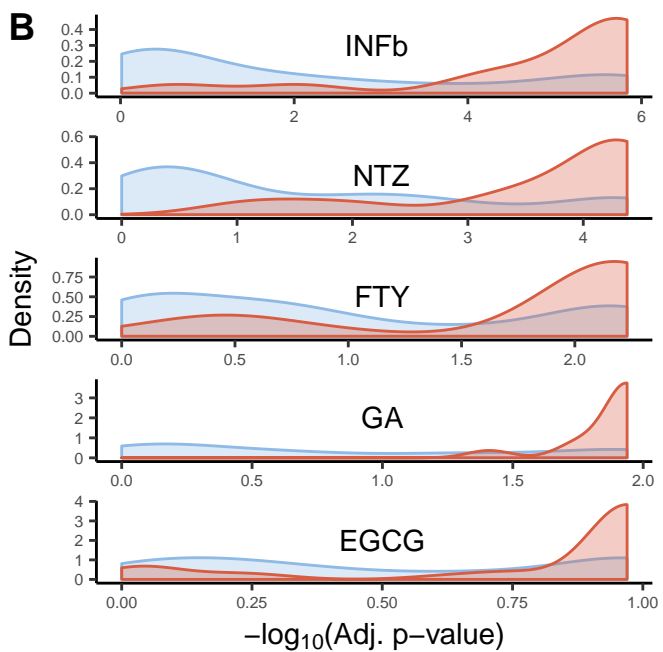 B
INFb
0.4
0.3
0.2
0.1
0.0
0 2 4 6
NTZ
0.6
0.4
0.2
0.0
0 1 2 3 4
Density
FTY
0.75
0.50
0.25
0.00
0.0 0.5 1.0 1.5 2.0
GA
3
2
1
0
0.0 0.5 1.0 1.5 2.0
EGCG
4
3
2
1
0
0.00 0.25 0.50 0.75 1.00
−log₁₀(Adj. p−value)